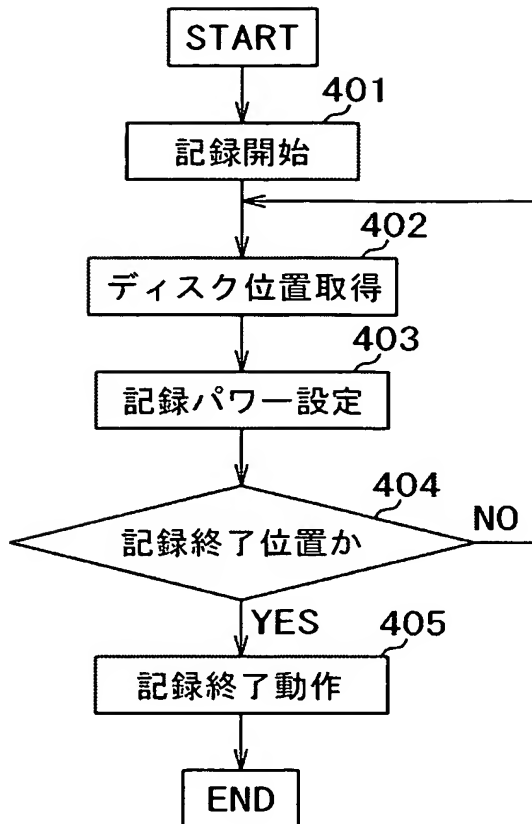 START
401
記録開始
402
ディスク位置取得
403
記録パワー設定
404
記録終了位置か
NO
YES
405
記録終了動作
END